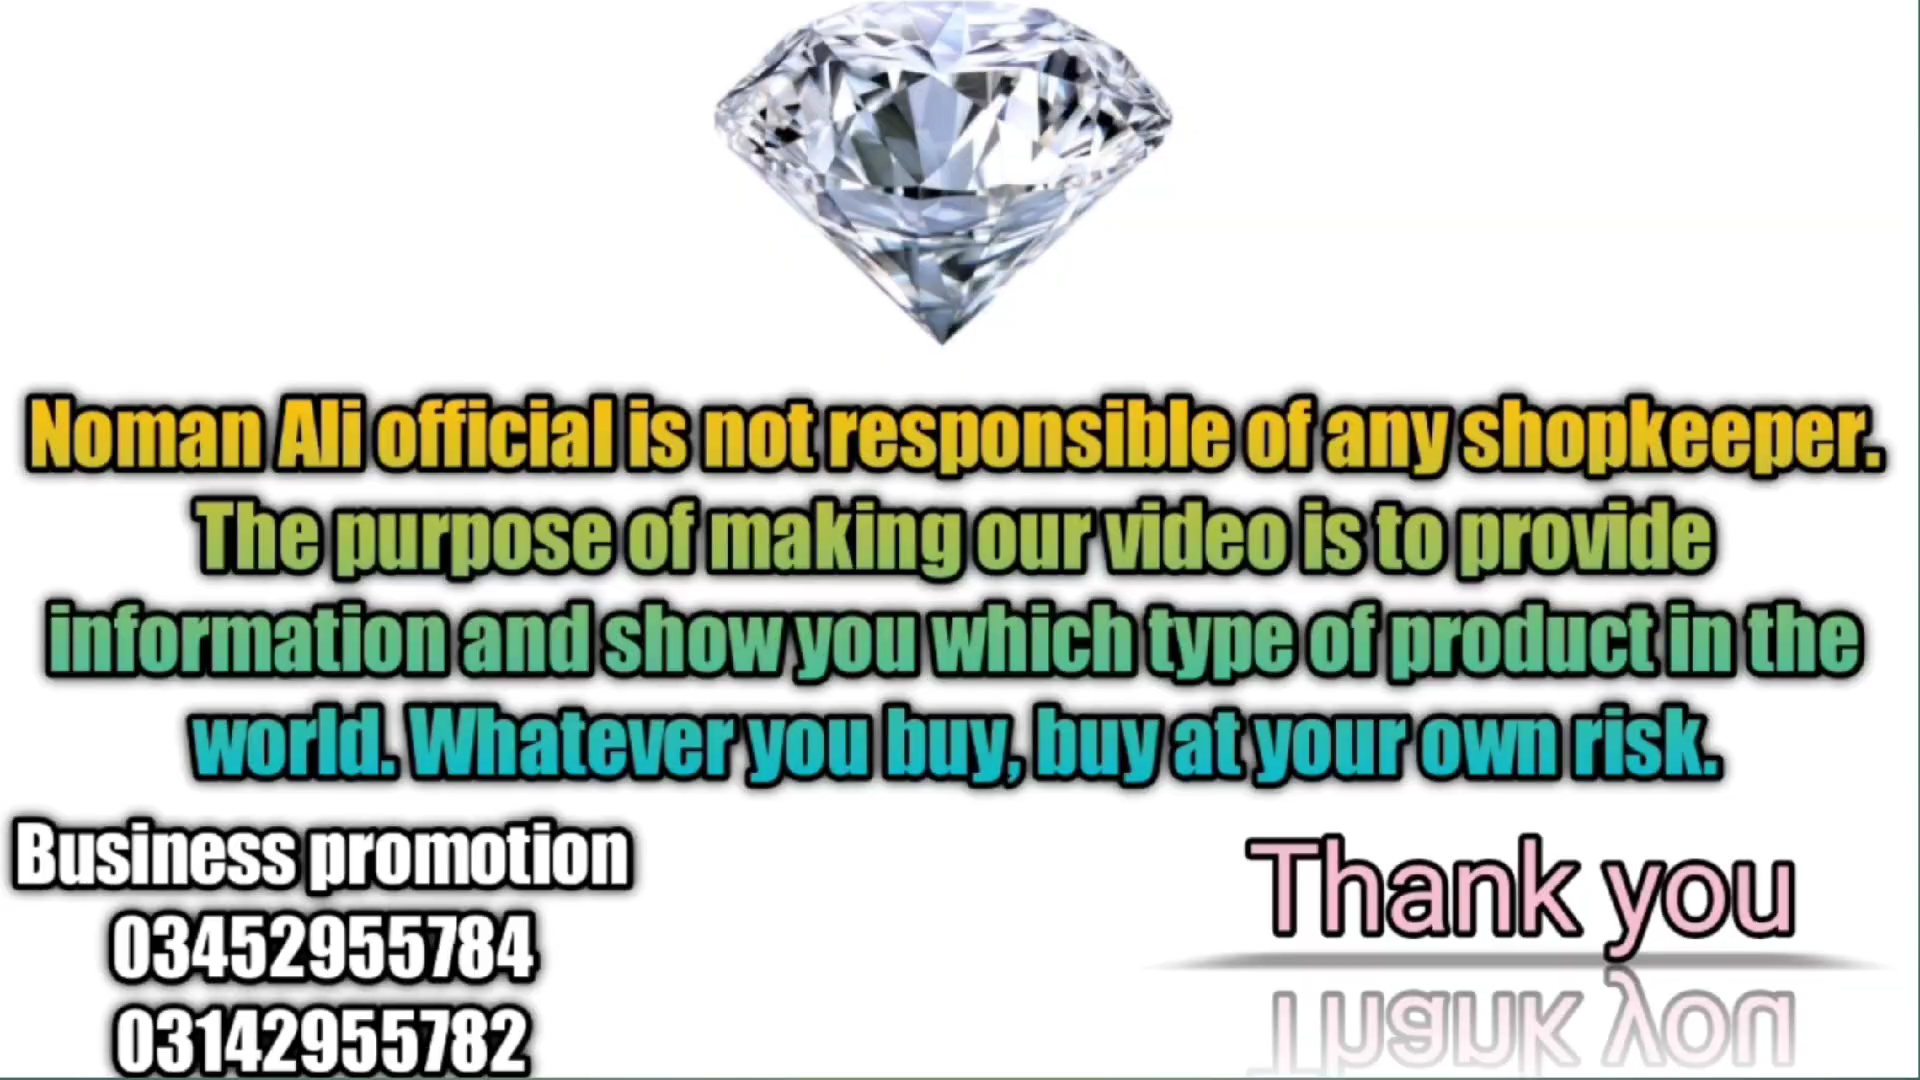 Noman Ali official is not responsible of any shopkeeper.
The purpose of making our video is to provide
information and show you which type of product in the
world. Whatever you buy, buy at your own risk.
Business promotion
03452955784
03142955782
Thank you